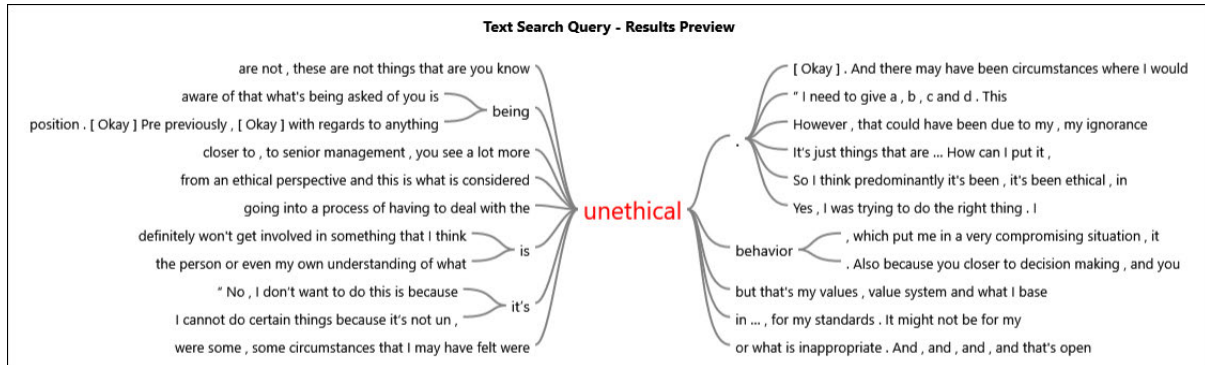 Text Search Query - Results Preview
are not , these are not things that are you know
aware of that what's being asked of you is
being
position . [ Okay ] Pre previously , [ Okay ] with regards to anything
closer to , to senior management , you see a lot more
from an ethical perspective and this is what is considered
going into a process of having to deal with the
definitely won't get involved in something that I think
is
the person or even my own understanding of what
" No , I don't want to do this is because
it's
I cannot do certain things because it's not un ,
were some , some circumstances that I may have felt were
unethical
[ Okay ] . And there may have been circumstances where I would
" I need to give a , b , c and d . This
However , that could have been due to my , my ignorance
.
It's just things that are ... How can I put it ,
So I think predominantly it's been , it's been ethical , in
Yes , I was trying to do the right thing . I
behavior
, which put me in a very compromising situation , it
. Also because you closer to decision making , and you
but that's my values , value system and what I base
in ... , for my standards . It might not be for my
or what is inappropriate . And , and , and , and that's open